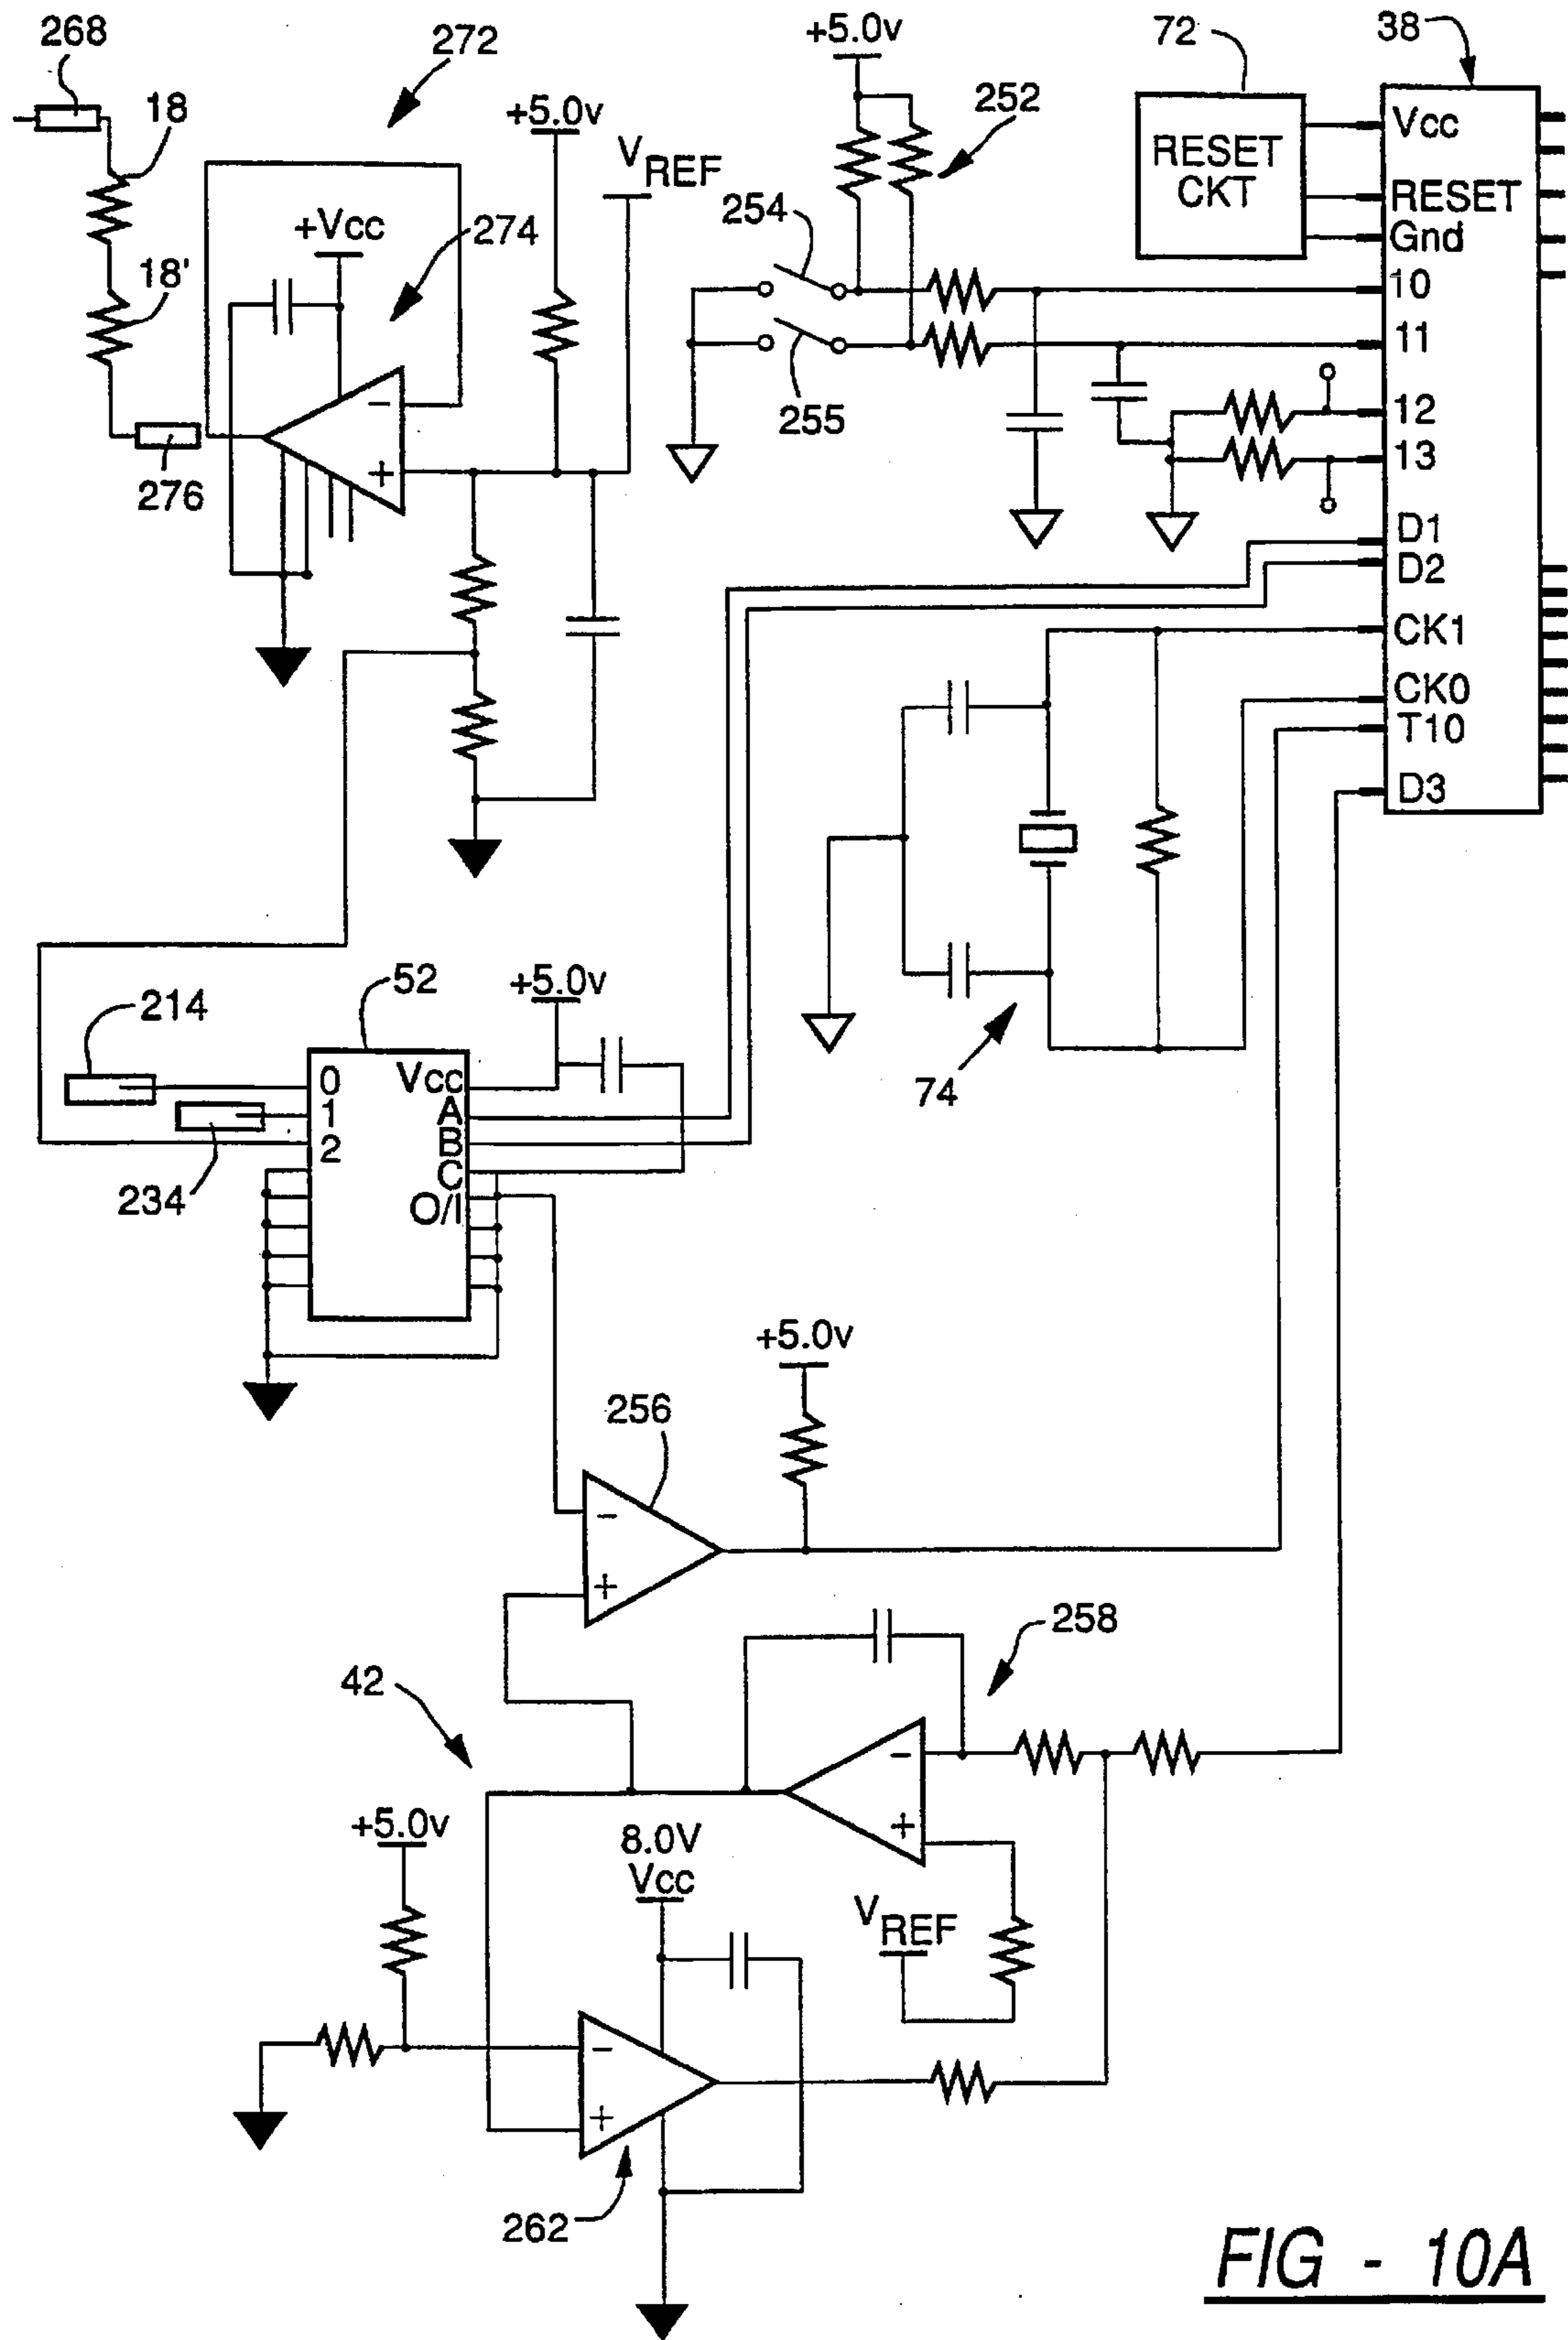 268
272
18
+5.0v
VREF
+Vcc
274
18'
276
+5.0v
252
254
255
72
38
RESET
CKT
Vcc
RESET
Gnd
10
11
12
13
D1
D2
CK1
CK0
T10
D3
74
52
+5.0v
214
234
0
1
2
Vcc
A
B
C
O/I
256
+5.0v
258
42
+5.0v
8.0V
Vcc
VREF
262
FIG - 10A